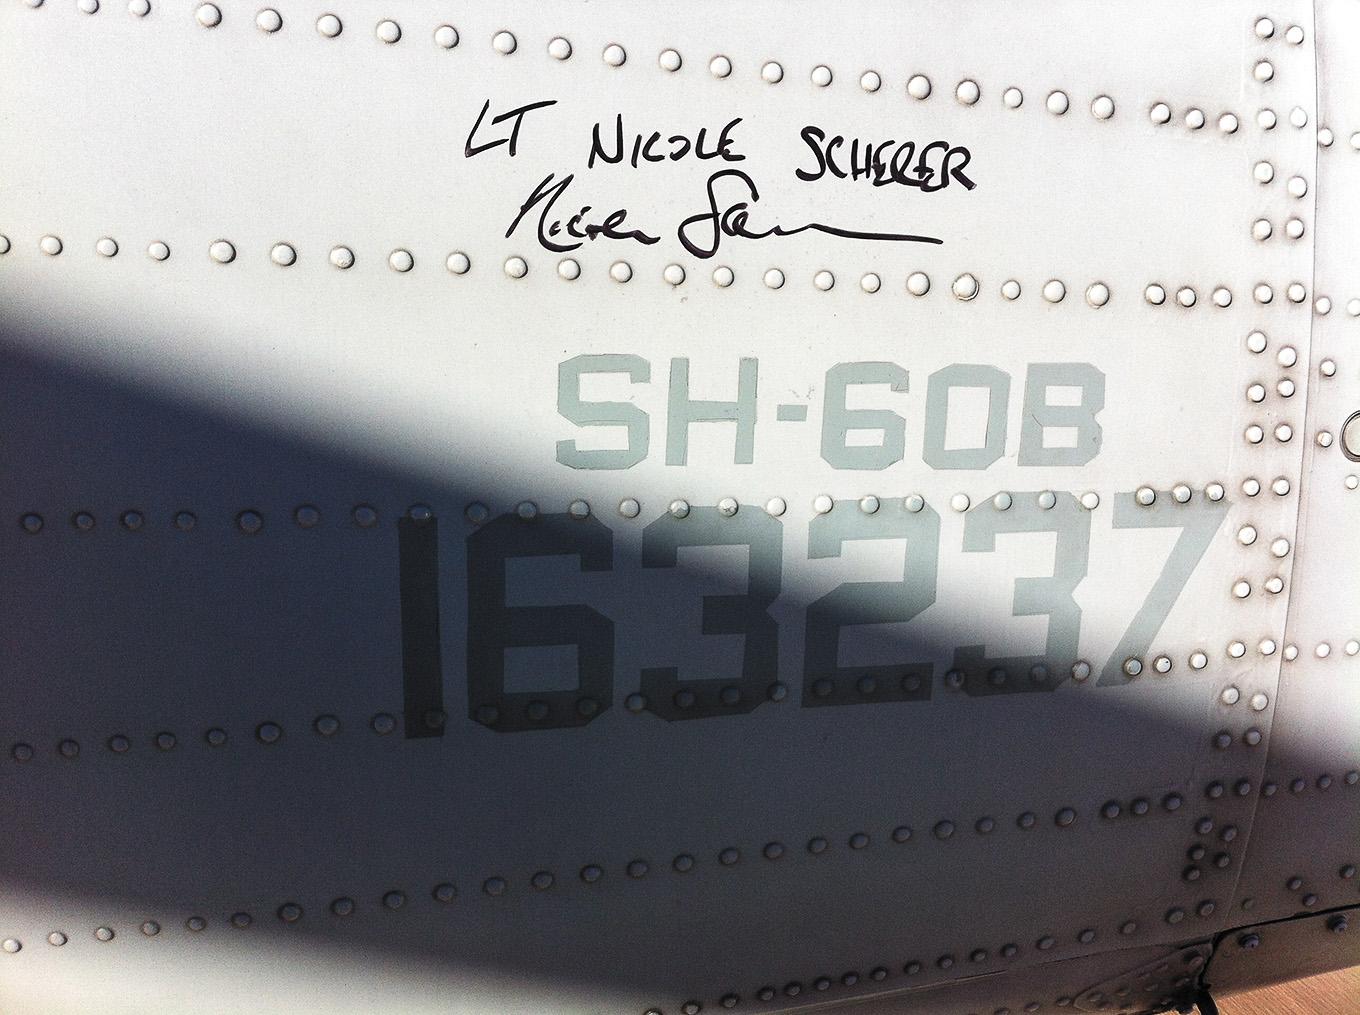 LT NICOLE SCHERER
SH-60B
163237